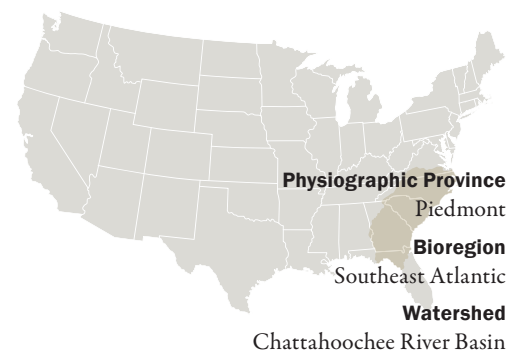 Physiographic Province
Piedmont
Bioregion
Southeast Atlantic
Watershed
Chattahoochee River Basin